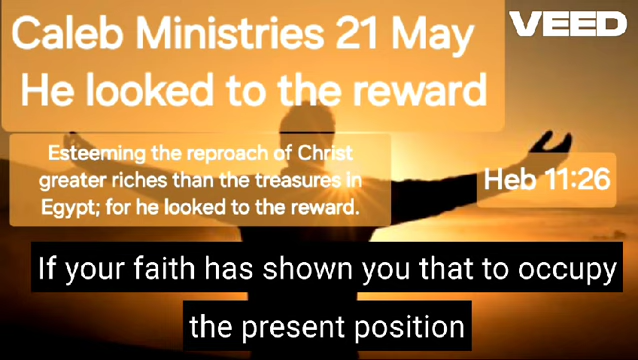 Caleb Ministries 21 May
VEED
He looked to the reward
Esteeming the reproach of Christ
greater riches than the treasures in
Egypt; for he looked to the reward.
Heb 11:26
If your faith has shown you that to occupy
the present position